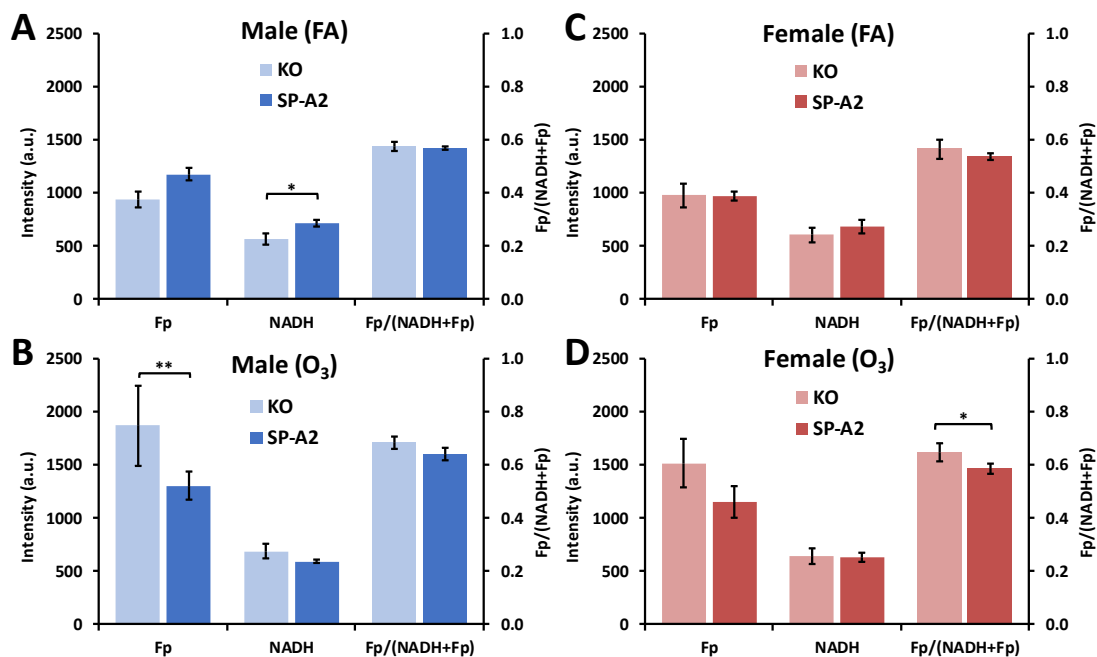 A
Male (FA)
KO
SP-A2
*
Intensity (a.u.)
2500
2000
1500
1000
500
0
Fp/(NADH+Fp)
1.0
0.8
0.6
0.4
0.2
0.0
Fp NADH Fp/(NADH+Fp)
C
Female (FA)
KO
SP-A2
Intensity (a.u.)
2500
2000
1500
1000
500
0
Fp/(NADH+Fp)
1.0
0.8
0.6
0.4
0.2
0.0
Fp NADH Fp/(NADH+Fp)
B
Male (O₃)
KO
SP-A2
**
Intensity (a.u.)
2500
2000
1500
1000
500
0
Fp/(NADH+Fp)
1.0
0.8
0.6
0.4
0.2
0.0
Fp NADH Fp/(NADH+Fp)
D
Female (O₃)
KO
SP-A2
*
Intensity (a.u.)
2500
2000
1500
1000
500
0
Fp/(NADH+Fp)
1.0
0.8
0.6
0.4
0.2
0.0
Fp NADH Fp/(NADH+Fp)